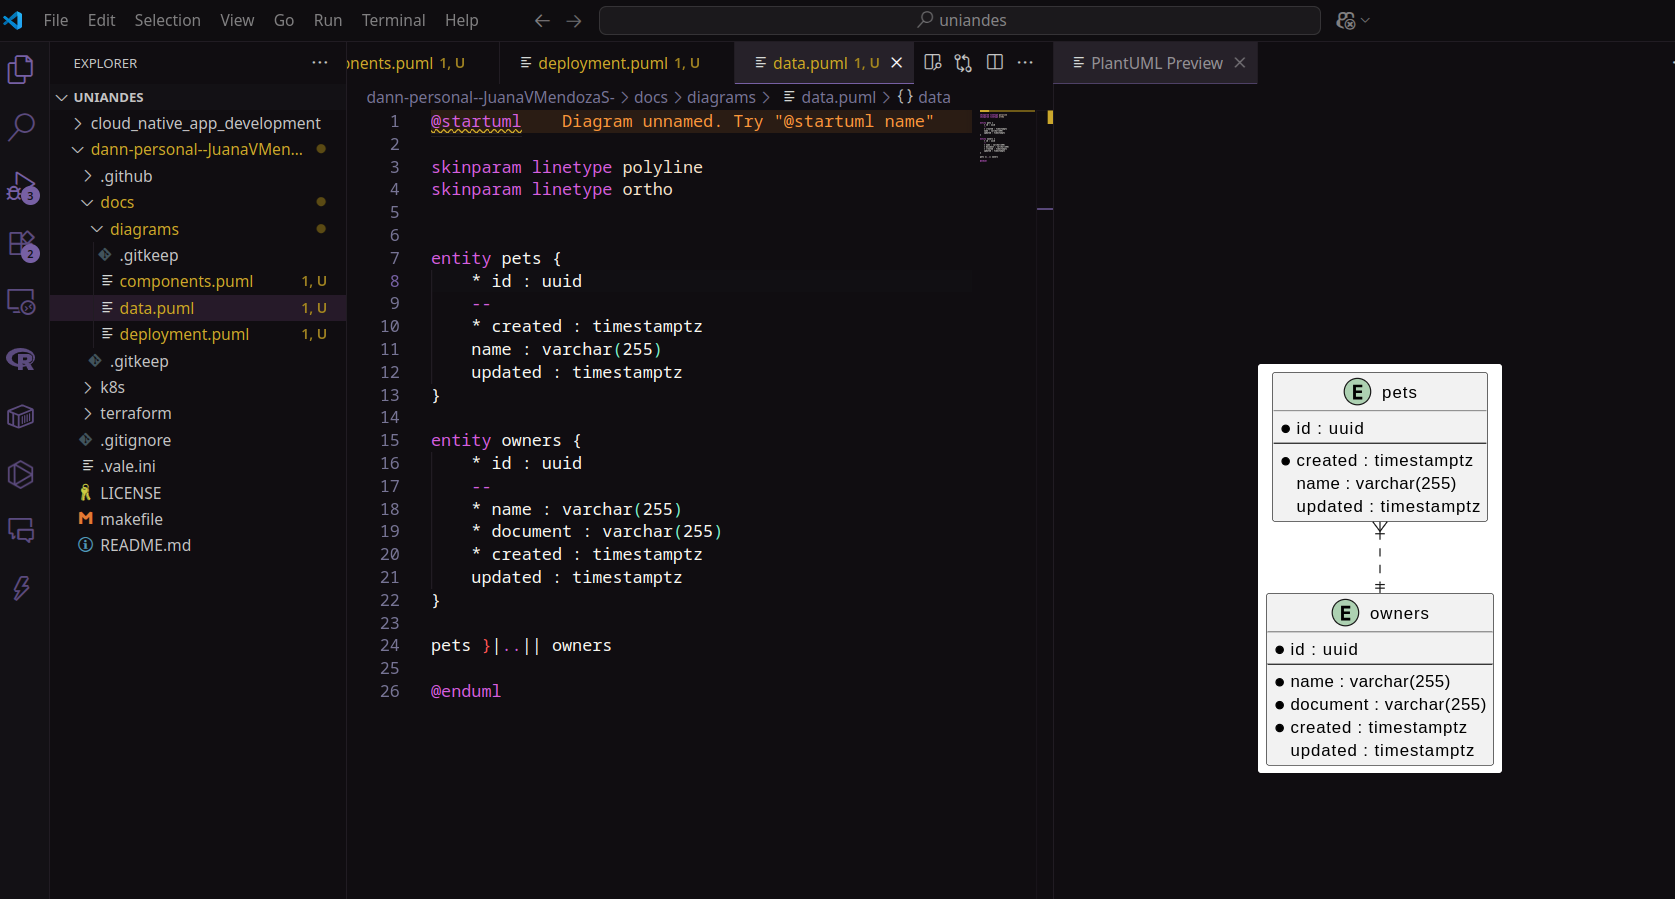 File Edit Selection View Go Run Terminal Help
uniandes
EXPLORER
UNIANDES
cloud_native_app_development
dann-personal--JuanaVMen...
.github
docs
diagrams
.gitkeep
components.puml 1, U
data.puml 1, U
deployment.puml 1, U
.gitkeep
k8s
terraform
.gitignore
.vale.ini
LICENSE
makefile
README.md
3
2
nents.puml 1, U
deployment.puml 1, U
data.puml 1, U
dann-personal--JuanaVMendozaS- > docs > diagrams > data.puml > {} data
1 @startuml Diagram unnamed. Try "@startuml name"
2
3 skinparam linetype polyline
4 skinparam linetype ortho
5
6
7 entity pets {
8 * id : uuid
9 --
10 * created : timestamptz
11 name : varchar(255)
12 updated : timestamptz
13 }
14
15 entity owners {
16 * id : uuid
17 --
18 * name : varchar(255)
19 * document : varchar(255)
20 * created : timestamptz
21 updated : timestamptz
22 }
23
24 pets }|..|| owners
25
26 @enduml
PlantUML Preview
E pets
id : uuid
created : timestamptz
name : varchar(255)
updated : timestamptz
E owners
id : uuid
name : varchar(255)
document : varchar(255)
created : timestamptz
updated : timestamptz